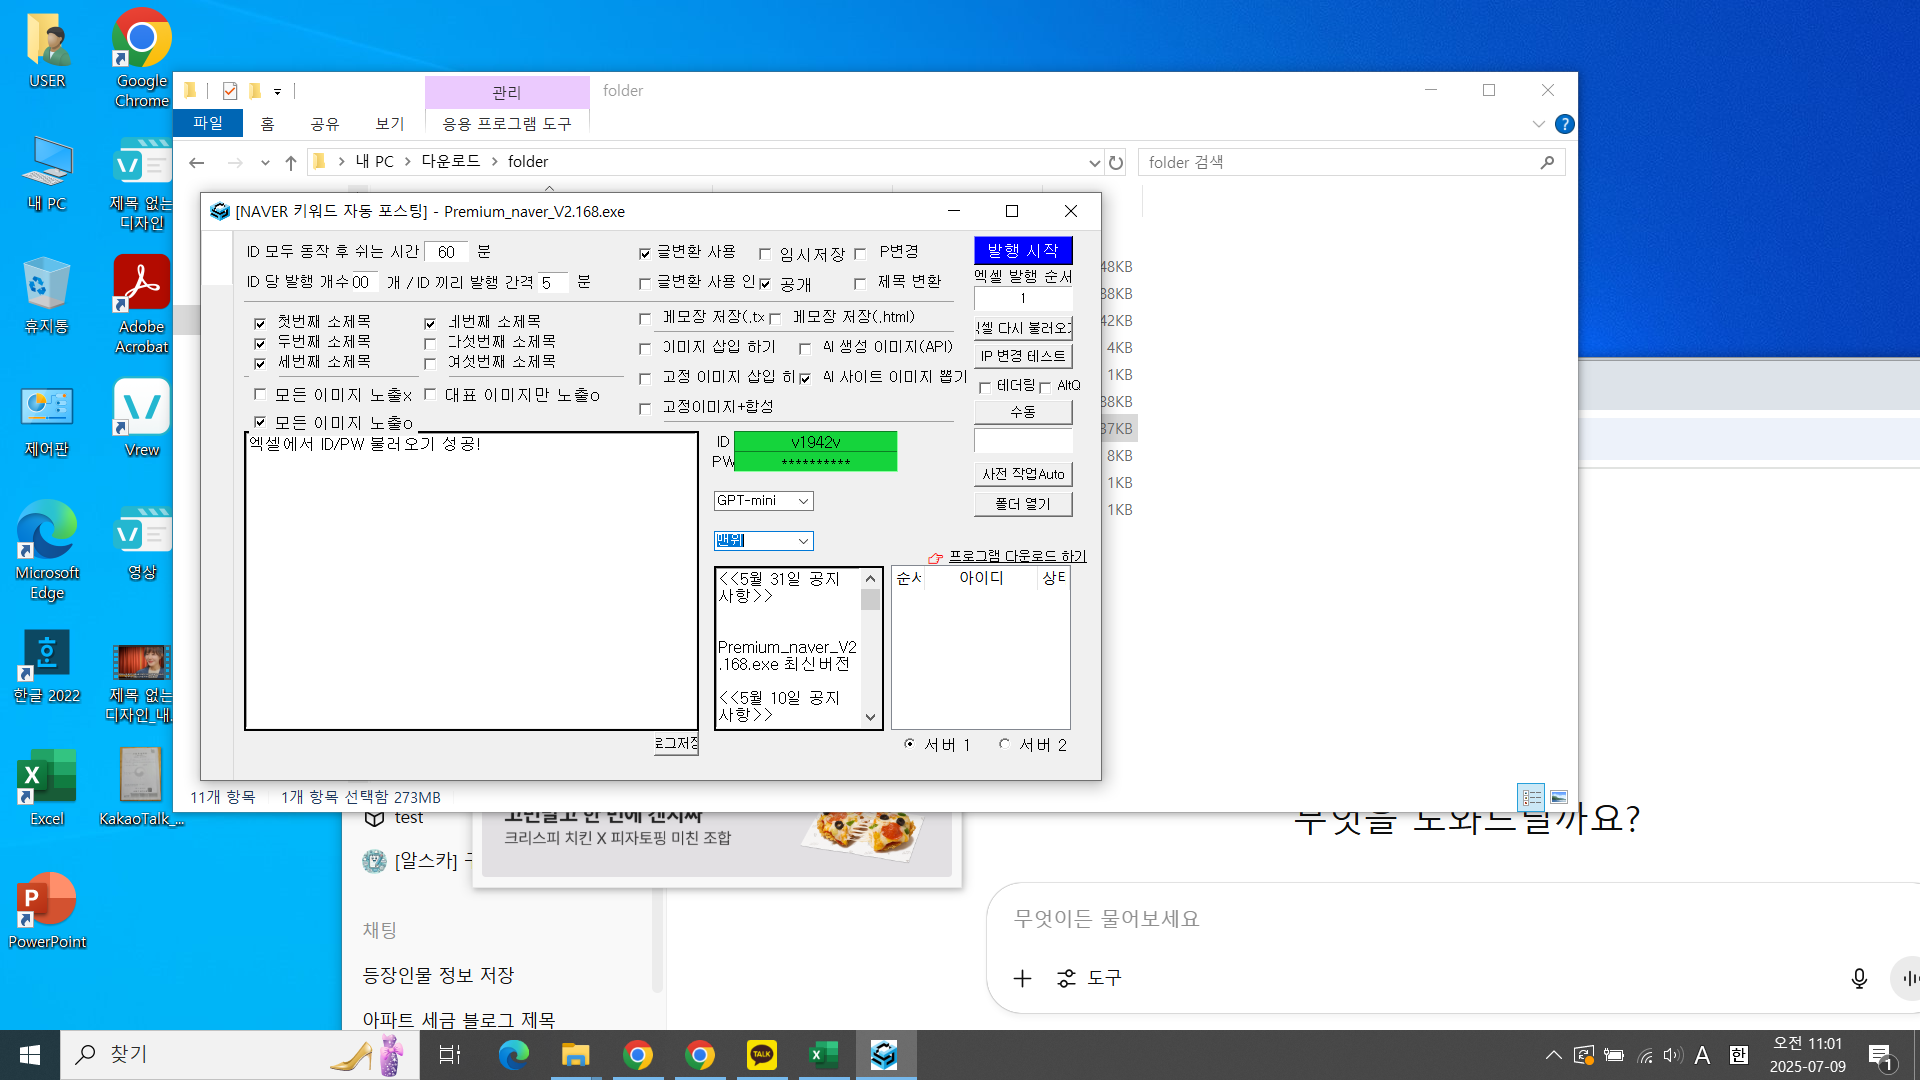 USER
Google
Chrome
내 PC
제목 없는
디자인
휴지통
Adobe
Acrobat
제어판
Vrew
Microsoft
Edge
영상
한글 2022
제목 없는
디자인_내...
Excel
KakaoTalk_...
PowerPoint
관리
folder
파일
홈
공유
보기
응용 프로그램 도구
내 PC > 다운로드 > folder
folder 검색
48KB
38KB
42KB
4KB
1KB
38KB
37KB
8KB
1KB
1KB
[NAVER 키워드 자동 포스팅] - Premium_naver_V2.168.exe
ID 모두 동작 후 쉬는 시간 60 분
ID 당 발행 개수 00 개 / ID 끼리 발행 간격 5 분
첫번째 소제목
두번째 소제목
세번째 소제목
네번째 소제목
다섯번째 소제목
여섯번째 소제목
모든 이미지 노출x
대표 이미지만 노출o
모든 이미지 노출o
글변환 사용
임시저장
P변경
글변환 사용 인
공개
제목 변환
메모장 저장(.tx
메모장 저장(.html)
이미지 삽입 하기
AI 생성 이미지(API)
고정 이미지 삽입 하
AI 사이트 이미지 뽑기
고정이미지+합성
발행 시작
엑셀 발행 순서
1
엑셀 다시 불러오기
IP 변경 테스트
테더링
AltQ
수동
사전 작업Auto
폴더 열기
엑셀에서 ID/PW 불러오기 성공!
ID v1942v
PW **********
GPT-mini
맨위
프로그램 다운로드 하기
<<5월 31일 공지
사항>>
Premium_naver_V2
.168.exe 최신버전
<<5월 10일 공지
사항>>
순서
아이디
상태
로그저장
서버 1
서버 2
11개 항목
1개 항목 선택함 273MB
test
[알스카]
고민말고 한 번에 겐치짜
크리스피 치킨 X 피자토핑 미친 조합
채팅
등장인물 정보 저장
아파트 세금 블로그 제목
무엇을 도와드릴까요?
무엇이든 물어보세요
도구
찾기
TALK
A
한
오전 11:01
2025-07-09
1